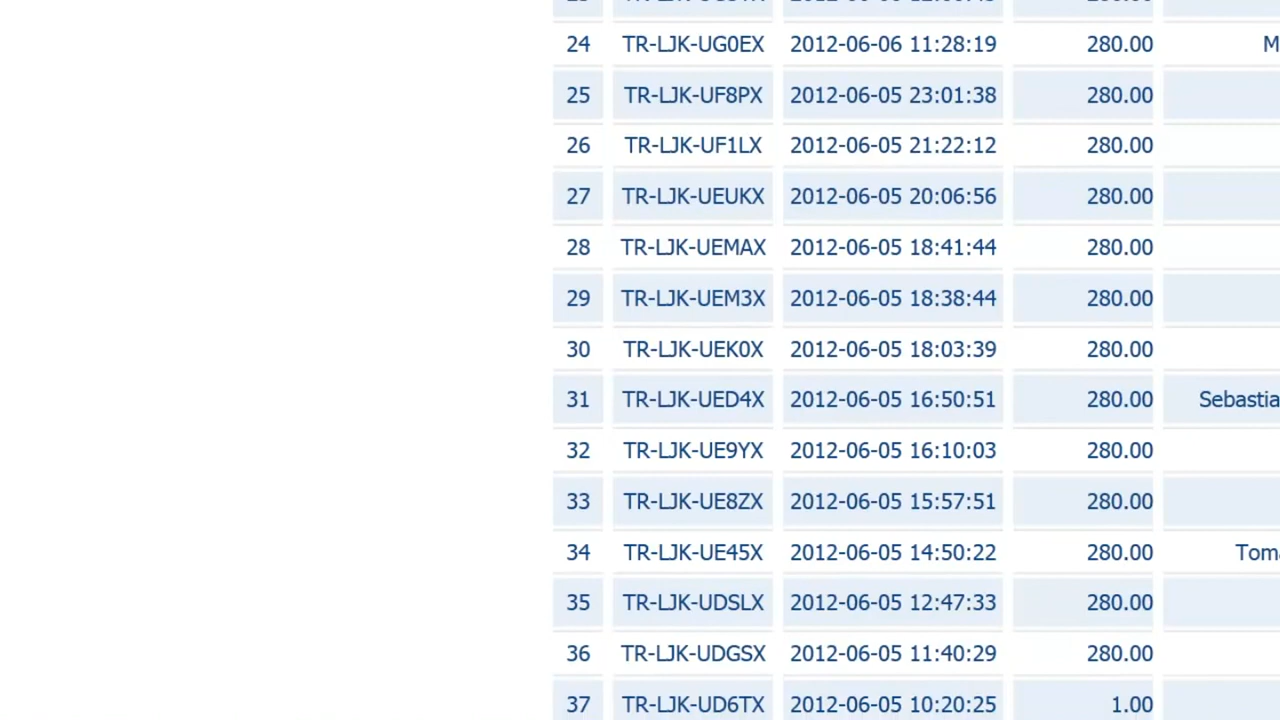 24 TR-LJK-UG0EX 2012-06-06 11:28:19 280.00 M
25 TR-LJK-UF8PX 2012-06-05 23:01:38 280.00
26 TR-LJK-UF1LX 2012-06-05 21:22:12 280.00
27 TR-LJK-UEUKX 2012-06-05 20:06:56 280.00
28 TR-LJK-UEMAX 2012-06-05 18:41:44 280.00
29 TR-LJK-UEM3X 2012-06-05 18:38:44 280.00
30 TR-LJK-UEK0X 2012-06-05 18:03:39 280.00
31 TR-LJK-UED4X 2012-06-05 16:50:51 280.00 Sebastia
32 TR-LJK-UE9YX 2012-06-05 16:10:03 280.00
33 TR-LJK-UE8ZX 2012-06-05 15:57:51 280.00
34 TR-LJK-UE45X 2012-06-05 14:50:22 280.00 Toma
35 TR-LJK-UDSLX 2012-06-05 12:47:33 280.00
36 TR-LJK-UDGSX 2012-06-05 11:40:29 280.00
37 TR-LJK-UD6TX 2012-06-05 10:20:25 1.00